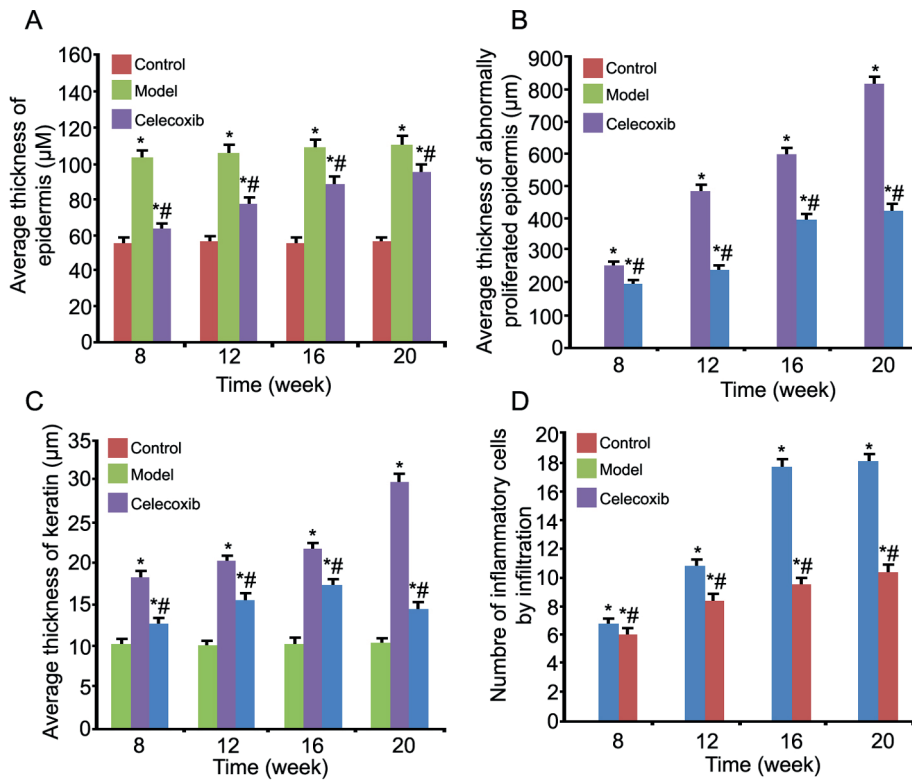 A
Average thickness of
epidermis (µM)
160
140
120
100
80
60
40
20
0
Control
Model
Celecoxib
* *# * *# * *# * *#
8 12 16 20
Time (week)
B
Average thickness of abnormally
proliferated epidermis (µm)
900
800
600
500
400
300
200
100
0
Control
Model
Celecoxib
* *# * *# * *# * *#
8 12 16 20
Time (week)
C
Average thickness of keratin (µm)
35
30
25
20
15
10
5
0
Control
Model
Celecoxib
* *# * *# * *# * *#
8 12 16 20
Time (week)
D
Numbre of inflammatory cells
by infiltration
20
18
16
14
12
10
8
6
4
2
0
Control
Model
Celecoxib
* *# * *# * *# * *#
8 12 16 20
Time (week)